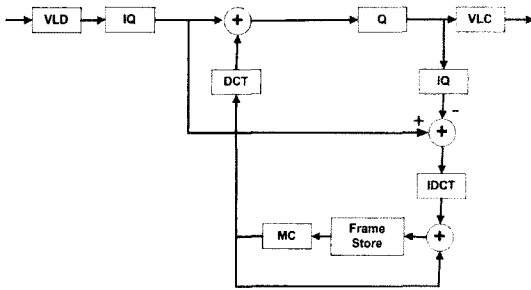 VLD
IQ
+
Q
VLC
DCT
IQ
−
+
+
IDCT
MC
Frame
Store
+